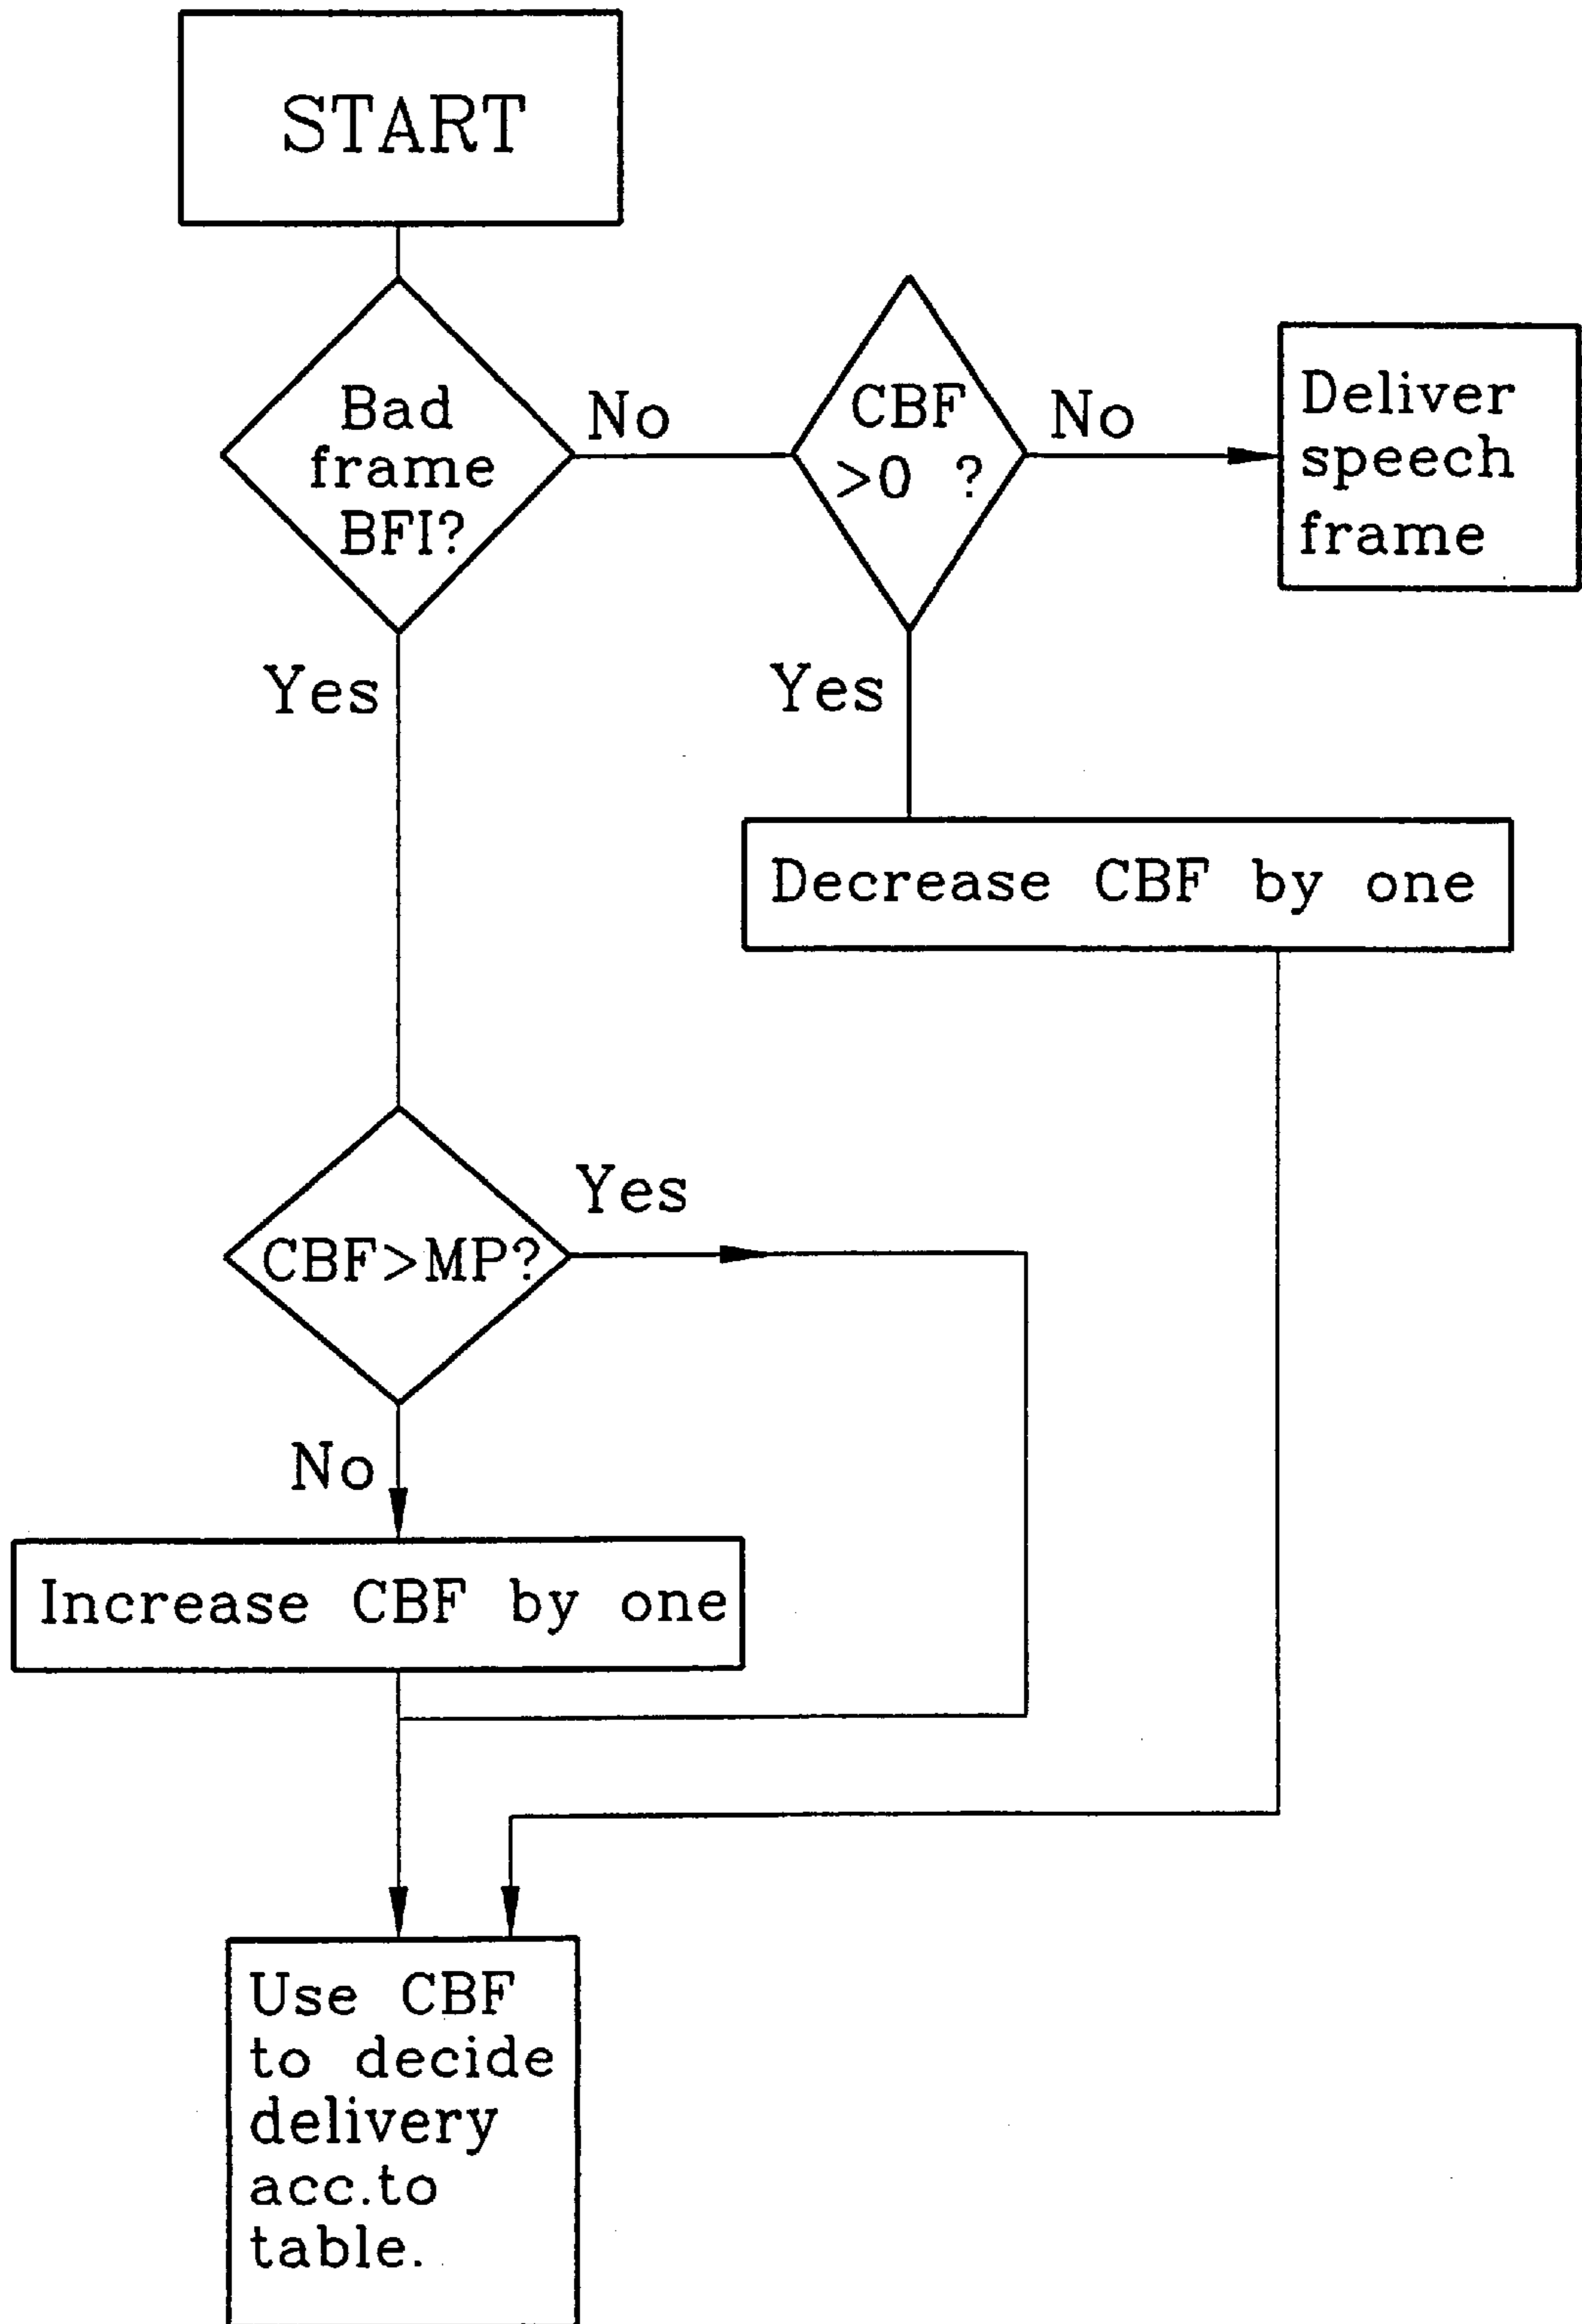 START
Bad
frame
BFI?
No
CBF
>0 ?
No
Deliver
speech
frame
Yes
Yes
Decrease CBF by one
CBF>MP?
Yes
No
Increase CBF by one
Use CBF
to decide
delivery
acc.to
table.